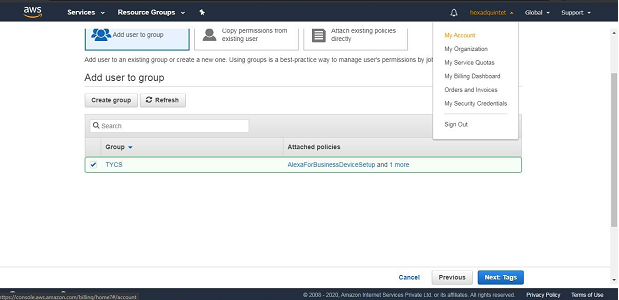 aws Services Resource Groups hexadquintet Global Support
Add user to group
Copy permissions from existing user
Attach existing policies directly
My Account
My Organization
My Service Quotas
My Billing Dashboard
Orders and Invoices
My Security Credentials
Sign Out
Add user to an existing group or create a new one. Using groups is a best-practice way to manage user's permissions by jo
Add user to group
Create group Refresh
Search
Group Attached policies
TYCS AlexaForBusinessDeviceSetup and 1 more
Cancel Previous Next: Tags
https://console.aws.amazon.com/billing/home?#/account
© 2008 - 2020, Amazon Internet Services Private Ltd. or its affiliates. All rights reserved. Privacy Policy Terms of Use